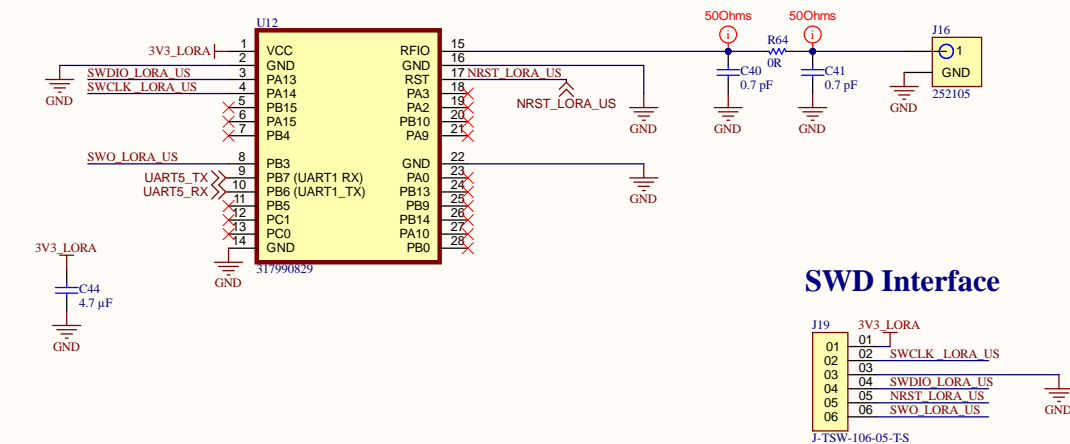 U12
50Ohms
50Ohms
3V3_LORA
1
VCC
RFIO
15
R64
0R
J16
1
GND
252105
GND
2
GND
GND
16
SWDIO_LORA_US
3
PA13
RST
17
NRST_LORA_US
SWCLK_LORA_US
4
PA14
PA3
18
NRST_LORA_US
5
PB15
PA2
19
6
PA15
PB10
20
7
PB4
PA9
21
C40
0.7 pF
C41
0.7 pF
GND
GND
GND
GND
GND
SWO_LORA_US
8
PB3
GND
22
UART5_TX
9
PB7 (UART1 RX)
PA0
23
UART5_RX
10
PB6 (UART1_TX)
PB13
24
11
PB5
PB9
25
12
PC1
PB14
26
13
PC0
PA10
27
14
GND
PB0
28
GND
GND
317990829
3V3_LORA
C44
4.7 µF
GND
SWD Interface
J19
3V3_LORA
01
01
02
02
SWCLK_LORA_US
03
03
04
04
SWDIO_LORA_US
05
05
NRST_LORA_US
06
06
SWO_LORA_US
GND
J-TSW-106-05-T-S